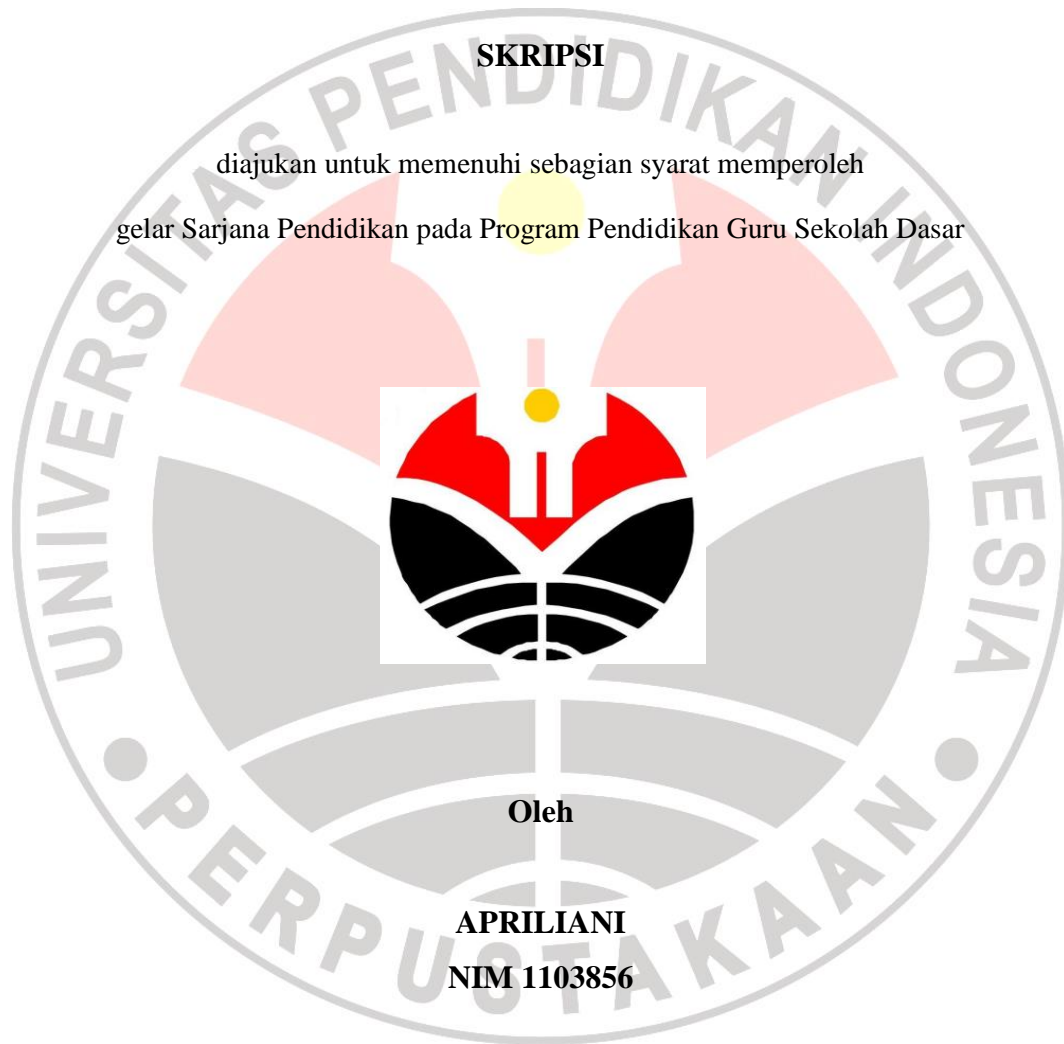 SKRIPSI
diajukan untuk memenuhi sebagian syarat memperoleh
gelar Sarjana Pendidikan pada Program Pendidikan Guru Sekolah Dasar
Oleh
APRILIANI
NIM 1103856
UNIVERSITAS PENDIDIKAN INDONESIA
PERPUSTAKAAN